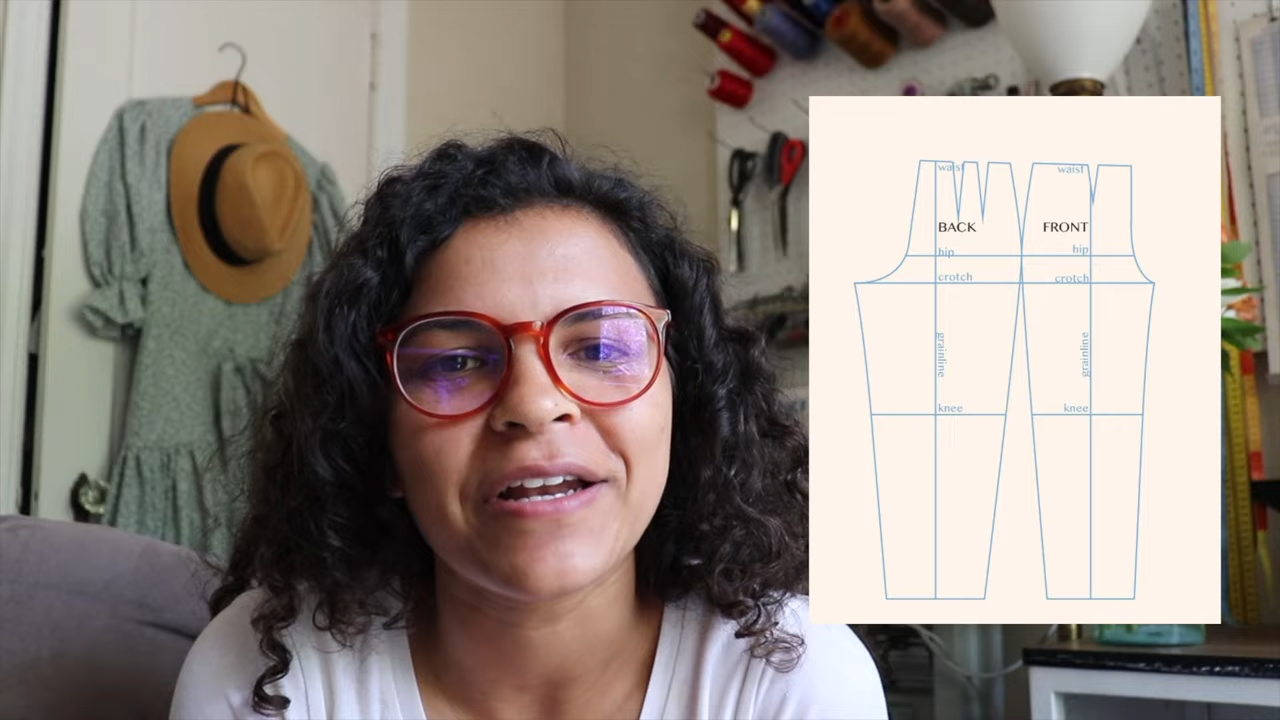 waist
waist
BACK
FRONT
hip
hip
crotch
crotch
grainline
grainline
knee
knee